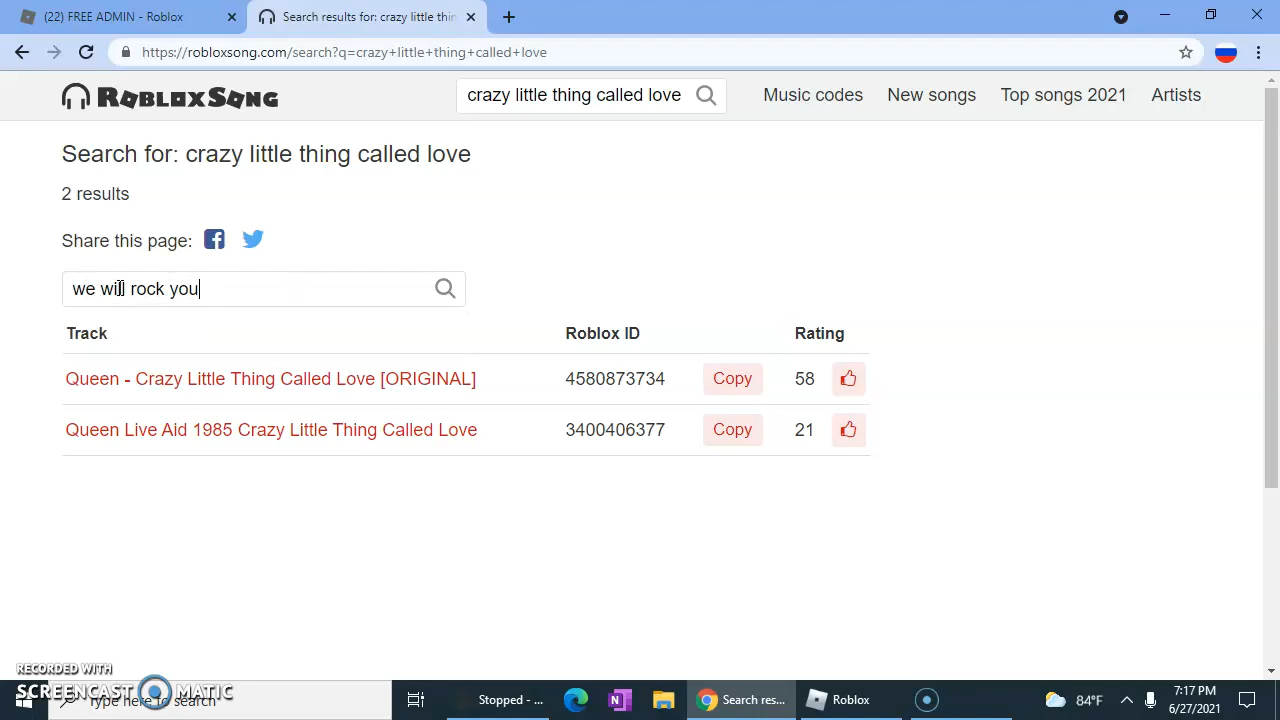 (22) FREE ADMIN - Roblox
Search results for: crazy little thin
https://robloxsong.com/search?q=crazy+little+thing+called+love
ROBLOXSONG
crazy little thing called love
Music codes
New songs
Top songs 2021
Artists
Search for: crazy little thing called love
2 results
Share this page:
we will rock you
Track Roblox ID Rating
Queen - Crazy Little Thing Called Love [ORIGINAL] 4580873734 Copy 58
Queen Live Aid 1985 Crazy Little Thing Called Love 3400406377 Copy 21
RECORDED WITH
SCREENCAST MATIC
Type here to search
Stopped - ...
Search res...
Roblox
84°F
7:17 PM
6/27/2021